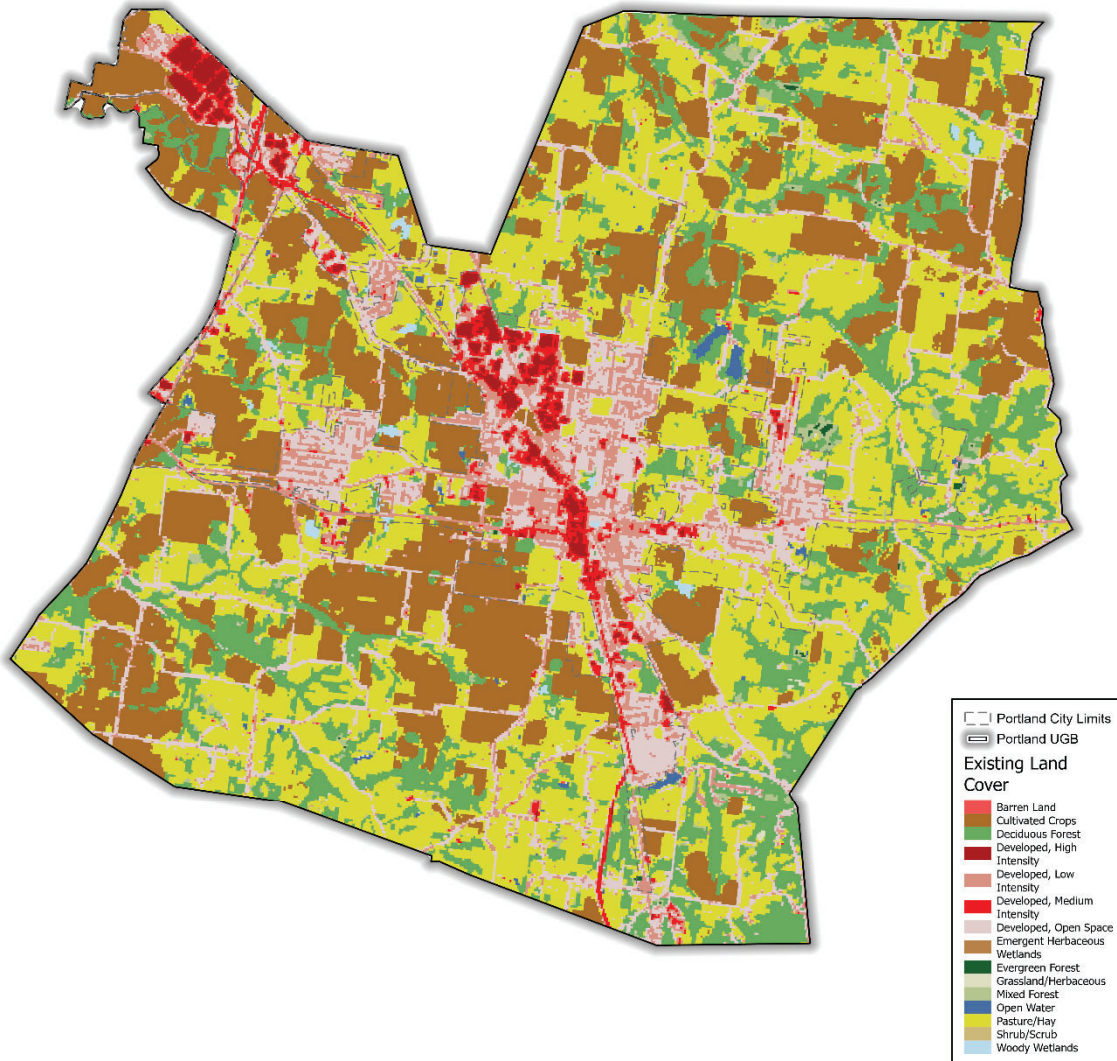 Portland City Limits
Portland UGB
Existing Land
Cover
Barren Land
Cultivated Crops
Deciduous Forest
Developed, High
Intensity
Developed, Low
Intensity
Developed, Medium
Intensity
Developed, Open Space
Emergent Herbaceous
Wetlands
Evergreen Forest
Grassland/Herbaceous
Mixed Forest
Open Water
Pasture/Hay
Shrub/Scrub
Woody Wetlands